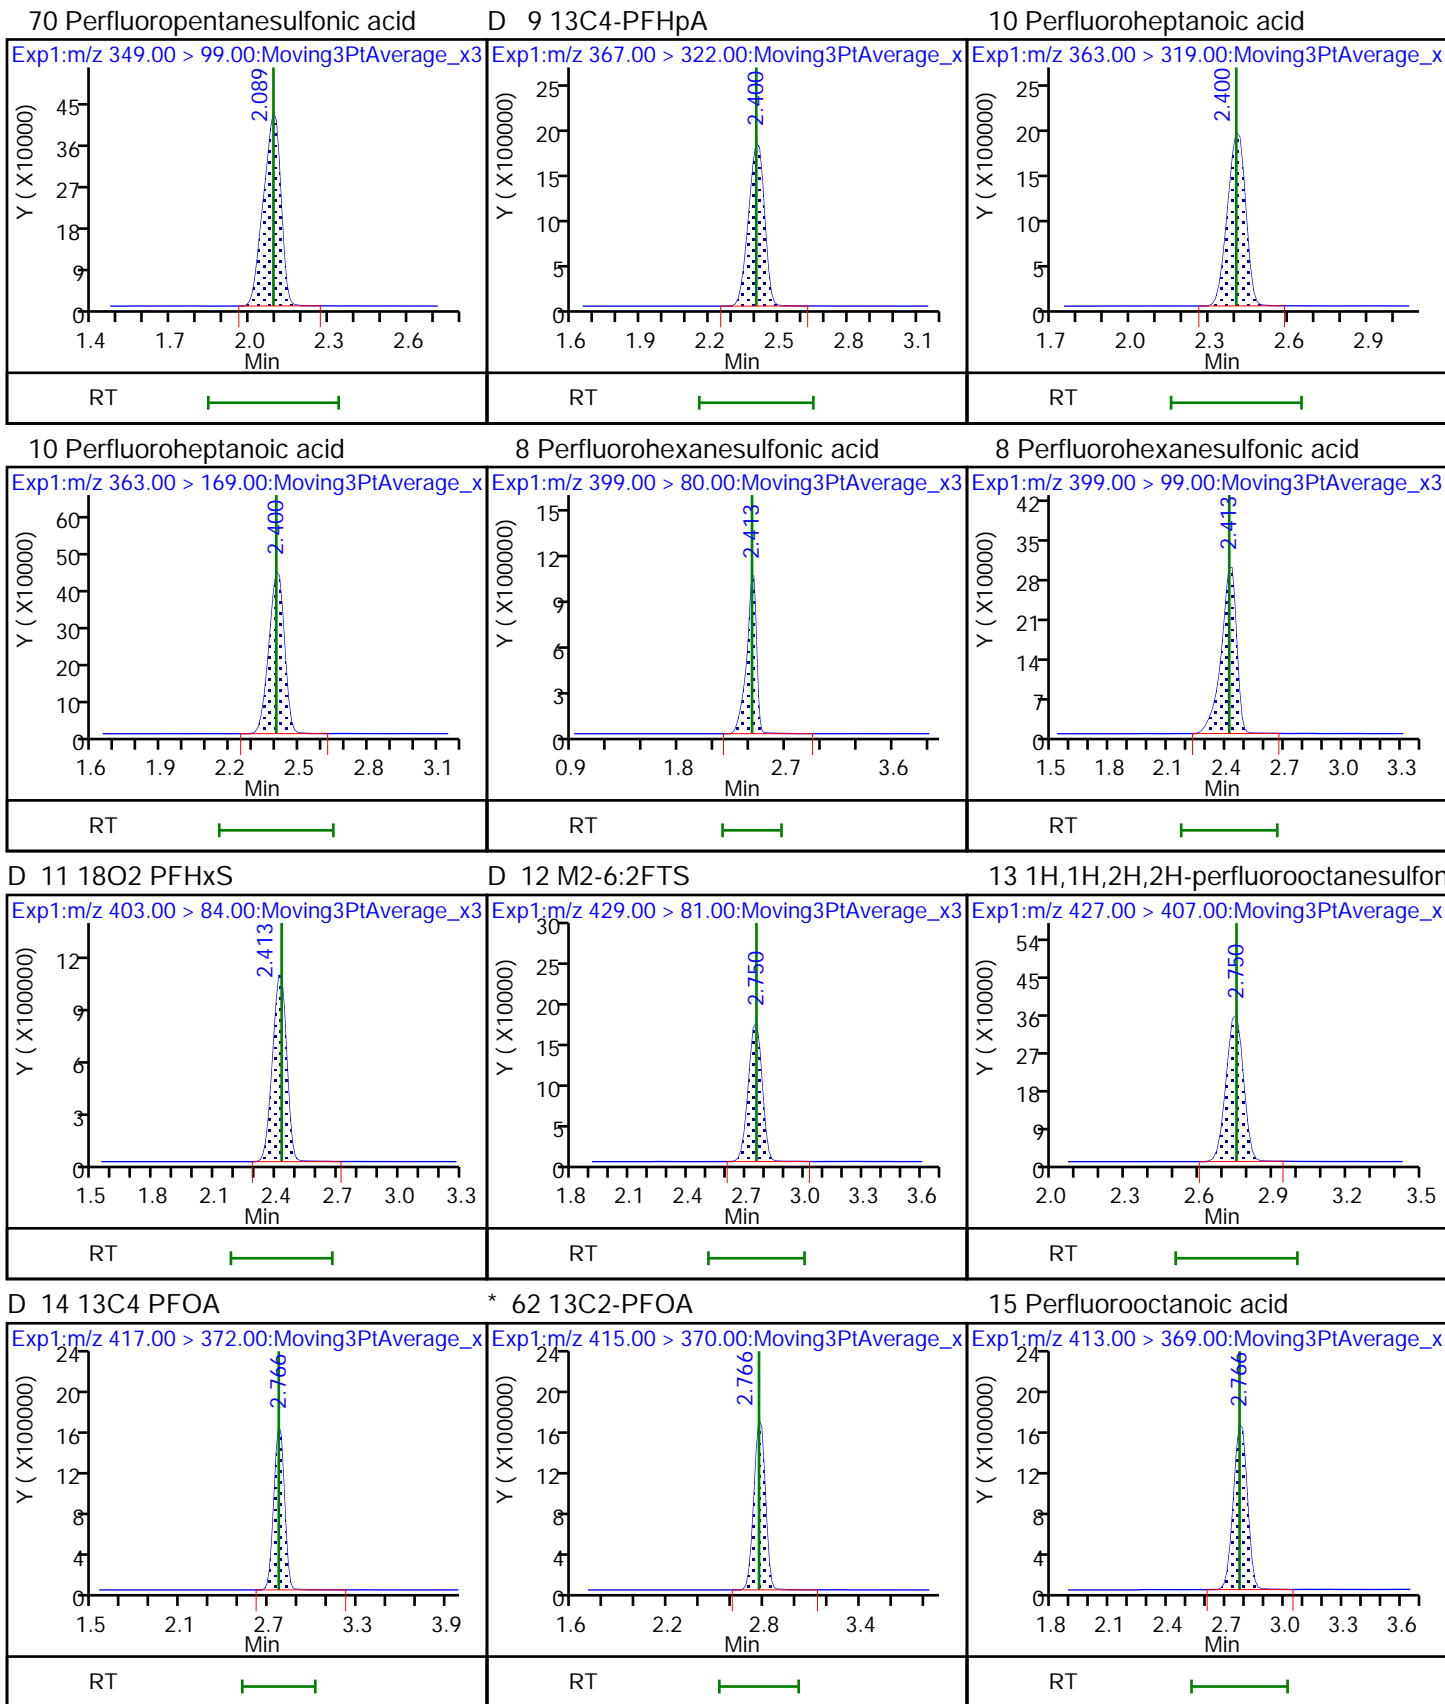 70 Perfluoropentanesulfonic acid
Exp1:m/z 349.00 > 99.00:Moving3PtAverage_x3
Y ( X100000)
45
36
27
18
9
0
2.089
1.4 1.7 2.0 2.3 2.6
Min
RT
D 9 13C4-PFHpA
Exp1:m/z 367.00 > 322.00:Moving3PtAverage_x
Y ( X100000)
25
20
15
10
5
0
2.400
1.6 1.9 2.2 2.5 2.8 3.1
Min
RT
10 Perfluoroheptanoic acid
Exp1:m/z 363.00 > 319.00:Moving3PtAverage_x
Y ( X100000)
25
20
15
10
5
0
2.400
1.7 2.0 2.3 2.6 2.9
Min
RT
10 Perfluoroheptanoic acid
Exp1:m/z 363.00 > 169.00:Moving3PtAverage_x
Y ( X10000)
60
50
40
30
20
10
0
2.400
1.6 1.9 2.2 2.5 2.8 3.1
Min
RT
8 Perfluorohexanesulfonic acid
Exp1:m/z 399.00 > 80.00:Moving3PtAverage_x3
Y ( X100000)
15
12
9
6
3
0
2.413
0.9 1.8 2.7 3.6
Min
RT
8 Perfluorohexanesulfonic acid
Exp1:m/z 399.00 > 99.00:Moving3PtAverage_x3
Y ( X10000)
42
35
28
21
14
7
0
2.413
1.5 1.8 2.1 2.4 2.7 3.0 3.3
Min
RT
D 11 18O2 PFHxS
Exp1:m/z 403.00 > 84.00:Moving3PtAverage_x3
Y ( X100000)
12
9
6
3
0
2.413
1.5 1.8 2.1 2.4 2.7 3.0 3.3
Min
RT
D 12 M2-6:2FTS
Exp1:m/z 429.00 > 81.00:Moving3PtAverage_x3
Y ( X10000)
30
25
20
15
10
5
0
2.750
1.8 2.1 2.4 2.7 3.0 3.3 3.6
Min
RT
13 1H,1H,2H,2H-perfluorooctanesulfon
Exp1:m/z 427.00 > 407.00:Moving3PtAverage_x
Y ( X10000)
54
45
36
27
18
9
0
2.750
2.0 2.3 2.6 2.9 3.2 3.5
Min
RT
D 14 13C4 PFOA
Exp1:m/z 417.00 > 372.00:Moving3PtAverage_x
Y ( X100000)
24
20
16
12
8
4
0
2.766
1.5 2.1 2.7 3.3 3.9
Min
RT
* 62 13C2-PFOA
Exp1:m/z 415.00 > 370.00:Moving3PtAverage_x
Y ( X100000)
24
20
16
12
8
4
0
2.766
1.6 2.2 2.8 3.4
Min
RT
15 Perfluorooctanoic acid
Exp1:m/z 413.00 > 369.00:Moving3PtAverage_x
Y ( X100000)
24
20
16
12
8
4
0
2.766
1.8 2.1 2.4 2.7 3.0 3.3 3.6
Min
RT